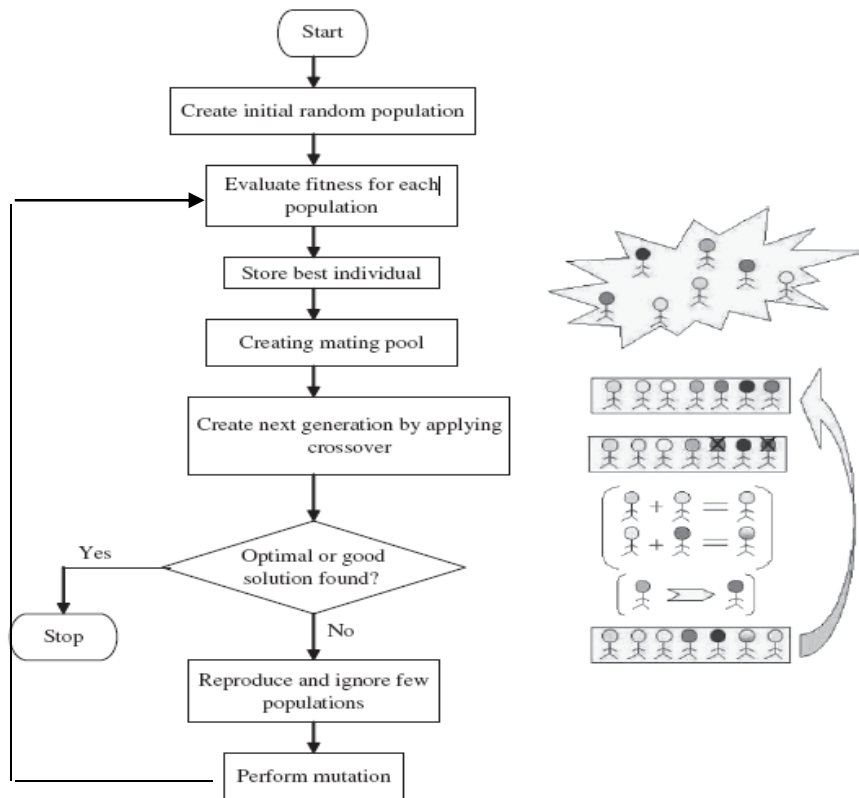 Start
Create initial random population
Evaluate fitness for each
population
Store best individual
Creating mating pool
Create next generation by applying
crossover
Yes
Optimal or good
solution found?
Stop
No
Reproduce and ignore few
populations
Perform mutation
+ =
+ =